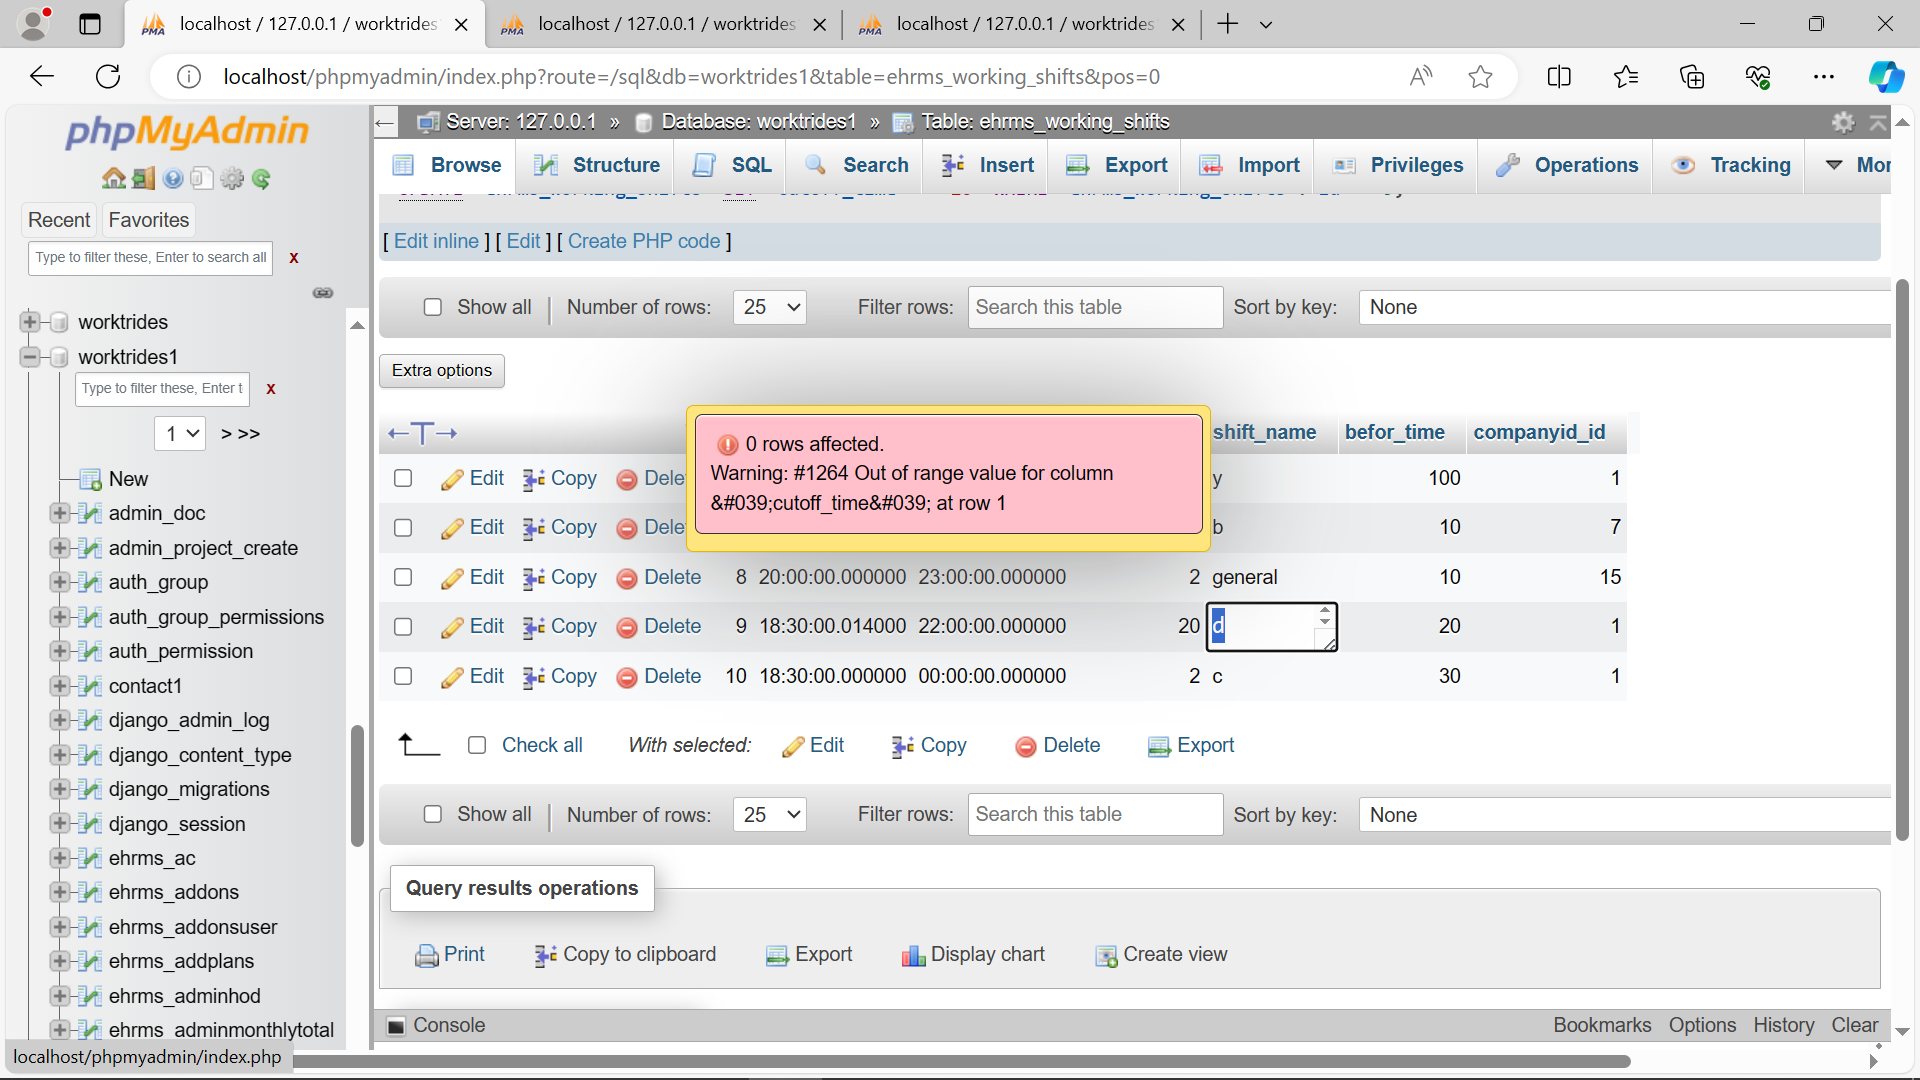 localhost / 127.0.0.1 / worktrides
localhost / 127.0.0.1 / worktrides
localhost / 127.0.0.1 / worktrides
localhost/phpmyadmin/index.php?route=/sql&db=worktrides1&table=ehrms_working_shifts&pos=0
phpMyAdmin
Recent Favorites
Type to filter these, Enter to search all X
worktrides
worktrides1
Type to filter these, Enter t X
1 > >>
New
admin_doc
admin_project_create
auth_group
auth_group_permissions
auth_permission
contact1
django_admin_log
django_content_type
django_migrations
django_session
ehrms_ac
ehrms_addons
ehrms_addonsuser
ehrms_addplans
ehrms_adminhod
ehrms_adminmonthlytotal
localhost/phpmyadmin/index.php
Server: 127.0.0.1 » Database: worktrides1 » Table: ehrms_working_shifts
Browse Structure SQL Search Insert Export Import Privileges Operations Tracking Mor
[ Edit inline ] [ Edit ] [ Create PHP code ]
Show all | Number of rows: 25 Filter rows: Search this table Sort by key: None
Extra options
←T→ shift_name befor_time companyid_id
0 rows affected.
Warning: #1264 Out of range value for column
&#039;cutoff_time&#039; at row 1
Edit Copy Dele y 100 1
Edit Copy Dele b 10 7
Edit Copy Delete 8 20:00:00.000000 23:00:00.000000 2 general 10 15
Edit Copy Delete 9 18:30:00.014000 22:00:00.000000 20 d 20 1
Edit Copy Delete 10 18:30:00.000000 00:00:00.000000 2 c 30 1
Check all With selected: Edit Copy Delete Export
Show all | Number of rows: 25 Filter rows: Search this table Sort by key: None
Query results operations
Print Copy to clipboard Export Display chart Create view
Console Bookmarks Options History Clear